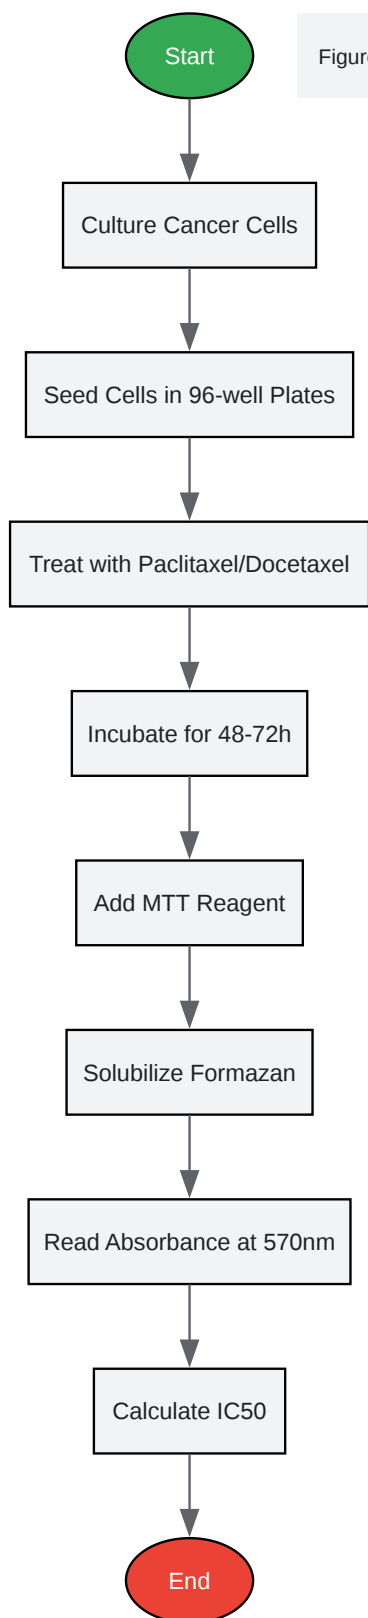 Start
Figure
Culture Cancer Cells
Seed Cells in 96-well Plates
Treat with Paclitaxel/Docetaxel
Incubate for 48-72h
Add MTT Reagent
Solubilize Formazan
Read Absorbance at 570nm
Calculate IC50
End